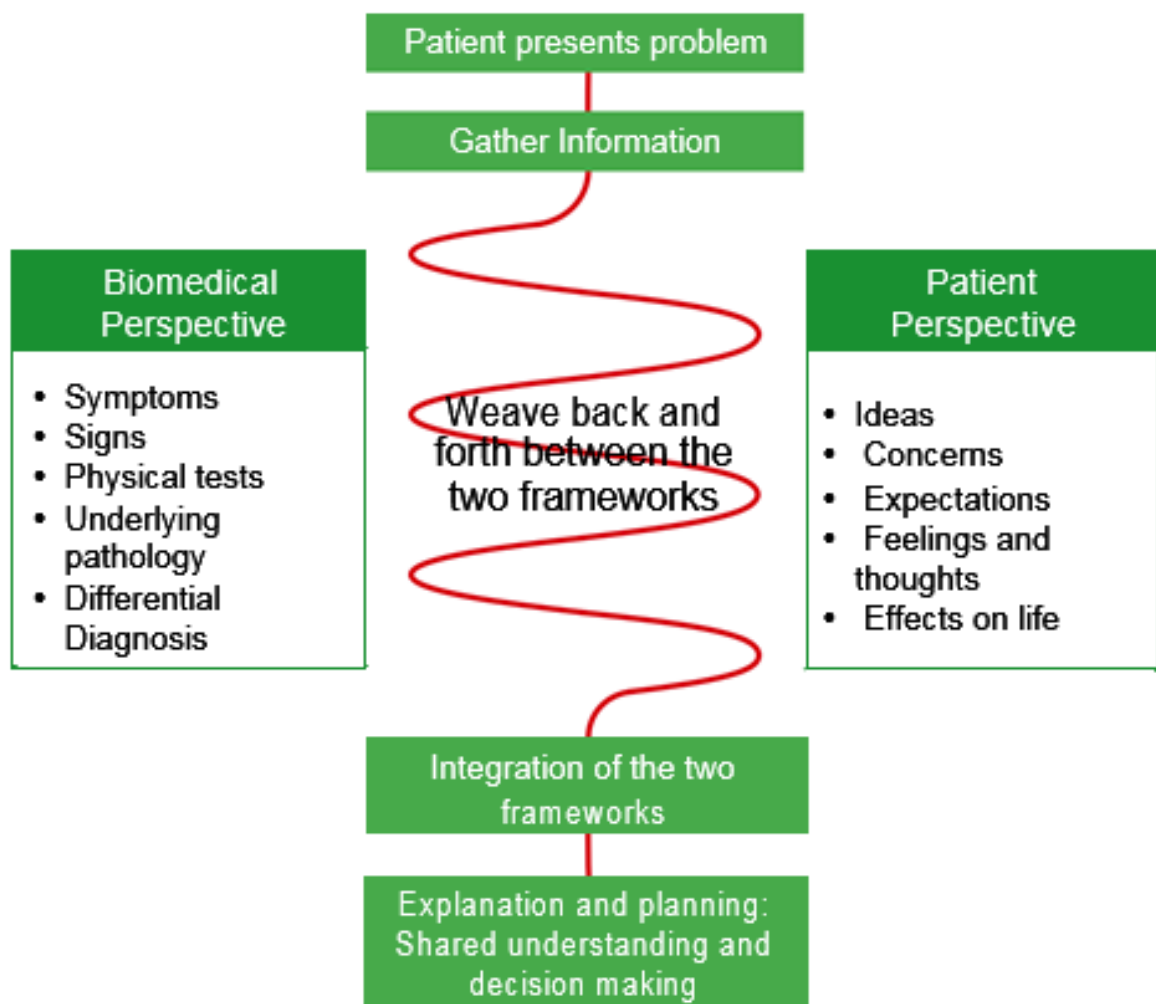 Patient presents problem
Gather Information
Biomedical
Perspective
• Symptoms
• Signs
• Physical tests
• Underlying
pathology
• Differential
Diagnosis
Weave back and
forth between the
two frameworks
Patient
Perspective
• Ideas
• Concerns
• Expectations
• Feelings and
thoughts
• Effects on life
Integration of the two
frameworks
Explanation and planning:
Shared understanding and
decision making